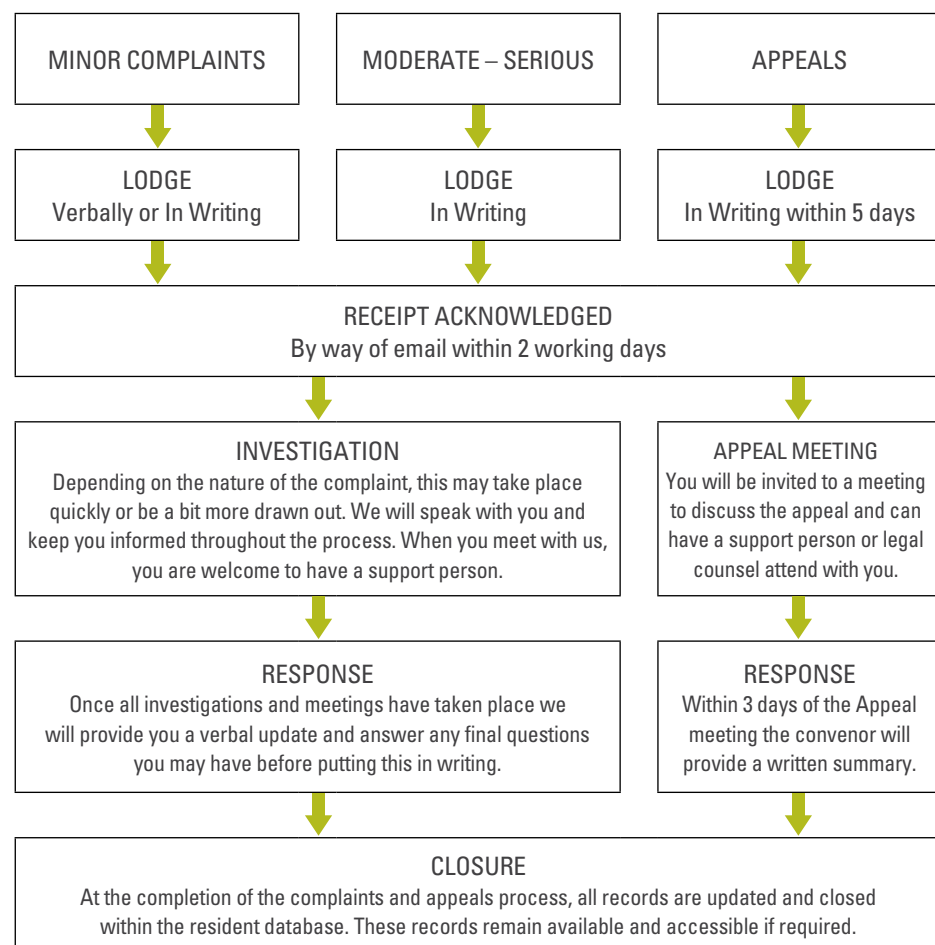 MINOR COMPLAINTS
MODERATE – SERIOUS
APPEALS
LODGE
Verbally or In Writing
LODGE
In Writing
LODGE
In Writing within 5 days
RECEIPT ACKNOWLEDGED
By way of email within 2 working days
INVESTIGATION
Depending on the nature of the complaint, this may take place
quickly or be a bit more drawn out. We will speak with you and
keep you informed throughout the process. When you meet with us,
you are welcome to have a support person.
APPEAL MEETING
You will be invited to a meeting
to discuss the appeal and can
have a support person or legal
counsel attend with you.
RESPONSE
Once all investigations and meetings have taken place we
will provide you a verbal update and answer any final questions
you may have before putting this in writing.
RESPONSE
Within 3 days of the Appeal
meeting the convenor will
provide a written summary.
CLOSURE
At the completion of the complaints and appeals process, all records are updated and closed
within the resident database. These records remain available and accessible if required.